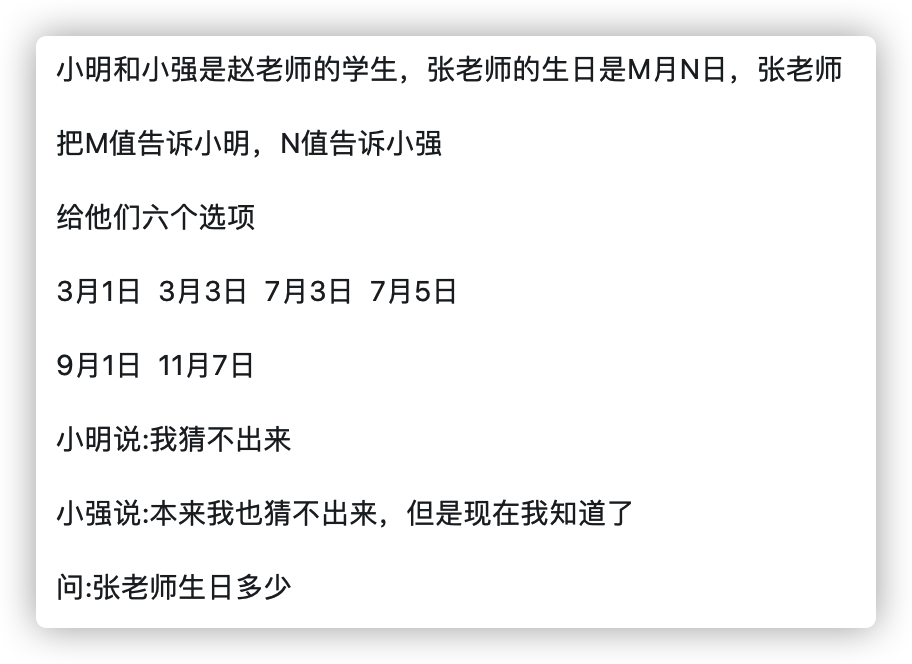 小明和小强是赵老师的学生，张老师的生日是M月N日，张老师
把M值告诉小明，N值告诉小强
给他们六个选项
3月1日 3月3日 7月3日 7月5日
9月1日 11月7日
小明说:我猜不出来
小强说:本来我也猜不出来，但是现在我知道了
问:张老师生日多少